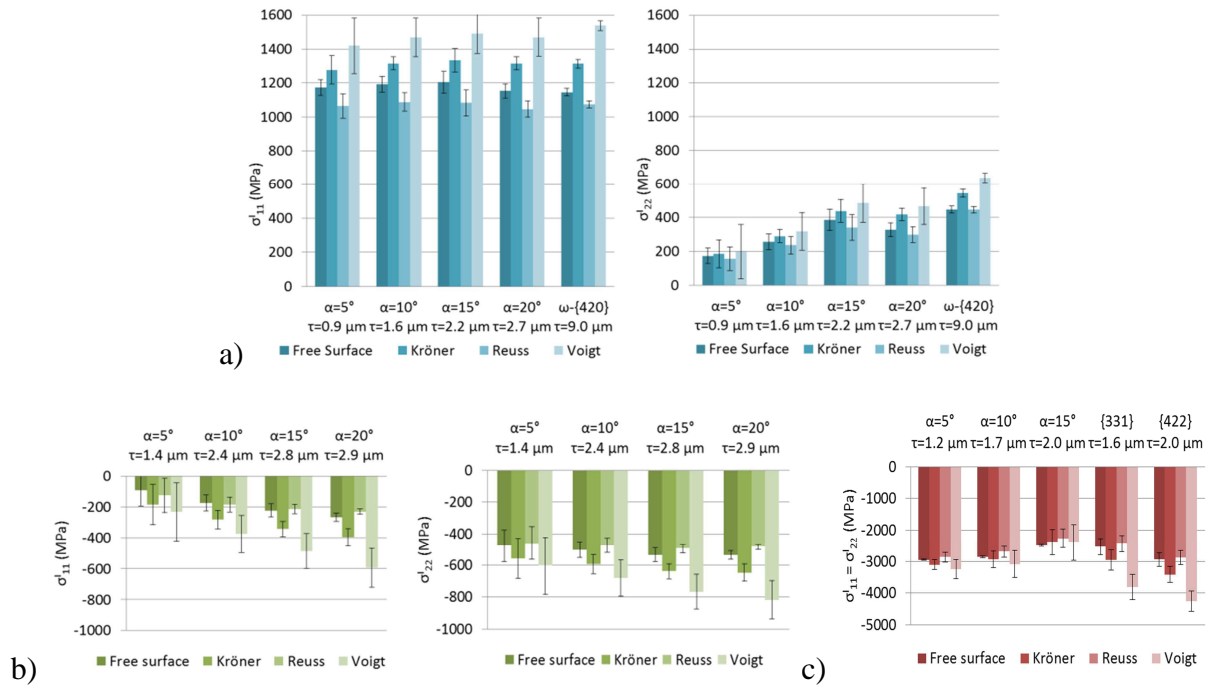 1600
1400
1200
1000
800
600
400
200
0
σᴵ₁₁ (MPa)
α=5° α=10° α=15° α=20° ω-{420}
τ=0.9 µm τ=1.6 µm τ=2.2 µm τ=2.7 µm τ=9.0 µm
Free Surface Kröner Reuss Voigt
1600
1400
1200
1000
800
600
400
200
0
σᴵ₂₂ (MPa)
α=5° α=10° α=15° α=20° ω-{420}
τ=0.9 µm τ=1.6 µm τ=2.2 µm τ=2.7 µm τ=9.0 µm
Free Surface Kröner Reuss Voigt
a)
α=5° α=10° α=15° α=20°
τ=1.4 µm τ=2.4 µm τ=2.8 µm τ=2.9 µm
0
-200
-400
-600
-800
-1000
σᴵ₁₁ (MPa)
Free surface Kröner Reuss Voigt
α=5° α=10° α=15° α=20°
τ=1.4 µm τ=2.4 µm τ=2.8 µm τ=2.9 µm
0
-200
-400
-600
-800
-1000
σᴵ₂₂ (MPa)
Free surface Kröner Reuss Voigt
b)
α=5° α=10° α=15° {331} {422}
τ=1.2 µm τ=1.7 µm τ=2.0 µm τ=1.6 µm τ=2.0 µm
0
-1000
-2000
-3000
-4000
-5000
σᴵ₁₁ = σᴵ₂₂ (MPa)
Free surface Kröner Reuss Voigt
c)